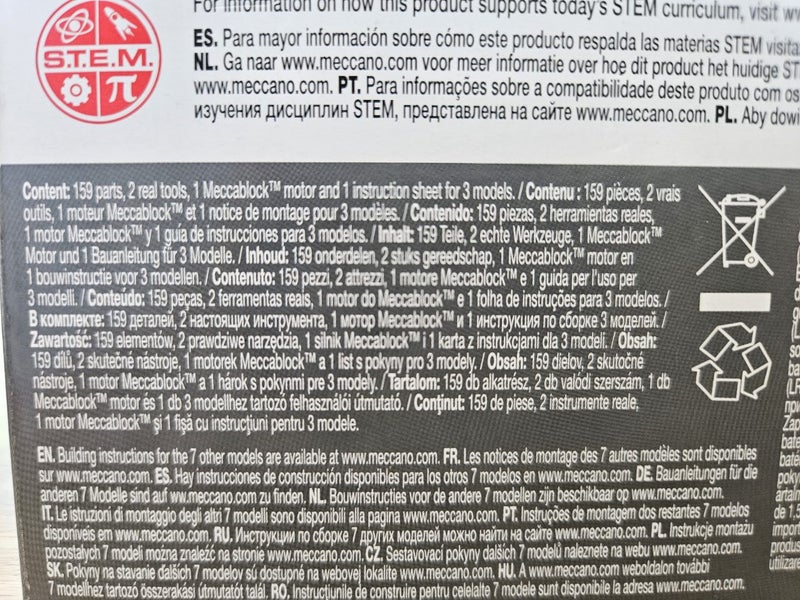 For information on how this product supports today's STEM curriculum, visit
S.T.E.M.
π
ES. Para mayor información sobre cómo este producto respalda las materias STEM visita
NL. Ga naar www.meccano.com voor meer informatie over hoe dit product het huidige ST
www.meccano.com. PT. Para informações sobre a compatibilidade deste produto com os
изучения дисциплин STEM, представлена на сайте www.meccano.com. PL. Aby dowi
Content: 159 parts, 2 real tools, 1 Meccablock™ motor and 1 instruction sheet for 3 models. / Contenu : 159 pièces, 2 vrais
outils, 1 moteur Meccablock™ et 1 notice de montage pour 3 modèles. / Contenido: 159 piezas, 2 herramientas reales,
1 motor Meccablock™ y 1 guía de instrucciones para 3 modelos. / Inhalt: 159 Teile, 2 echte Werkzeuge, 1 Meccablock™
Motor und 1 Bauanleitung für 3 Modelle. / Inhoud: 159 onderdelen, 2 stuks gereedschap, 1 Meccablock™ motor en
1 bouwinstructie voor 3 modellen. / Contenuto: 159 pezzi, 2 attrezzi, 1 motore Meccablock™ e 1 guida per l'uso per
3 modelli. / Conteúdo: 159 peças, 2 ferramentas reais, 1 motor do Meccablock™ e 1 folha de instruções para 3 modelos. /
В комплекте: 159 деталей, 2 настоящих инструмента, 1 мотор Meccablock™ и 1 инструкция по сборке 3 моделей. /
Zawartość: 159 elementów, 2 prawdziwe narzędzia, 1 silnik Meccablock™ i 1 karta z instrukcjami dla 3 modeli. / Obsah:
159 dílů, 2 skutečné nástroje, 1 motorek Meccablock™ a 1 list s pokyny pro 3 modely. / Obsah: 159 dielov, 2 skutočné
nástroje, 1 motor Meccablock™ a 1 hárok s pokynmi pre 3 modely. / Tartalom: 159 db alkatrész, 2 db valódi szerszám, 1 db
Meccablock™ motor és 1 db 3 modellhez tartozó felhasználói útmutató. / Conţinut: 159 de piese, 2 instrumente reale,
1 motor Meccablock™ şi 1 fişă cu instrucţiuni pentru 3 modele.
EN. Building instructions for the 7 other models are available at www.meccano.com. FR. Les notices de montage des 7 autres modèles sont disponibles
sur www.meccano.com. ES. Hay instrucciones de construcción disponibles para los otros 7 modelos en www.meccano.com. DE. Bauanleitungen für die
anderen 7 Modelle sind auf ww.meccano.com zu finden. NL. Bouwinstructies voor de andere 7 modellen zijn beschikbaar op www.meccano.com.
IT. Le istruzioni di montaggio degli altri 7 modelli sono disponibili alla pagina www.meccano.com. PT. Instruções de montagem dos restantes 7 modelos
disponíveis em www.meccano.com. RU. Инструкции по сборке 7 других моделей можно найти на сайте www.meccano.com. PL. Instrukcje montażu
pozostałych 7 modeli można znaleźć na stronie www.meccano.com. CZ. Sestavovací pokyny dalších 7 modelů naleznete na webu www.meccano.com.
SK. Pokyny na stavanie ďalších 7 modelov sú dostupné na webovej lokalite www.meccano.com. HU. A www.meccano.com weboldalon további
7 modellhez tartozó összerakási útmutatót talál. RO. Instrucţiunile de construire pentru celelalte 7 modele sunt disponibile la adresa www.meccano.com.